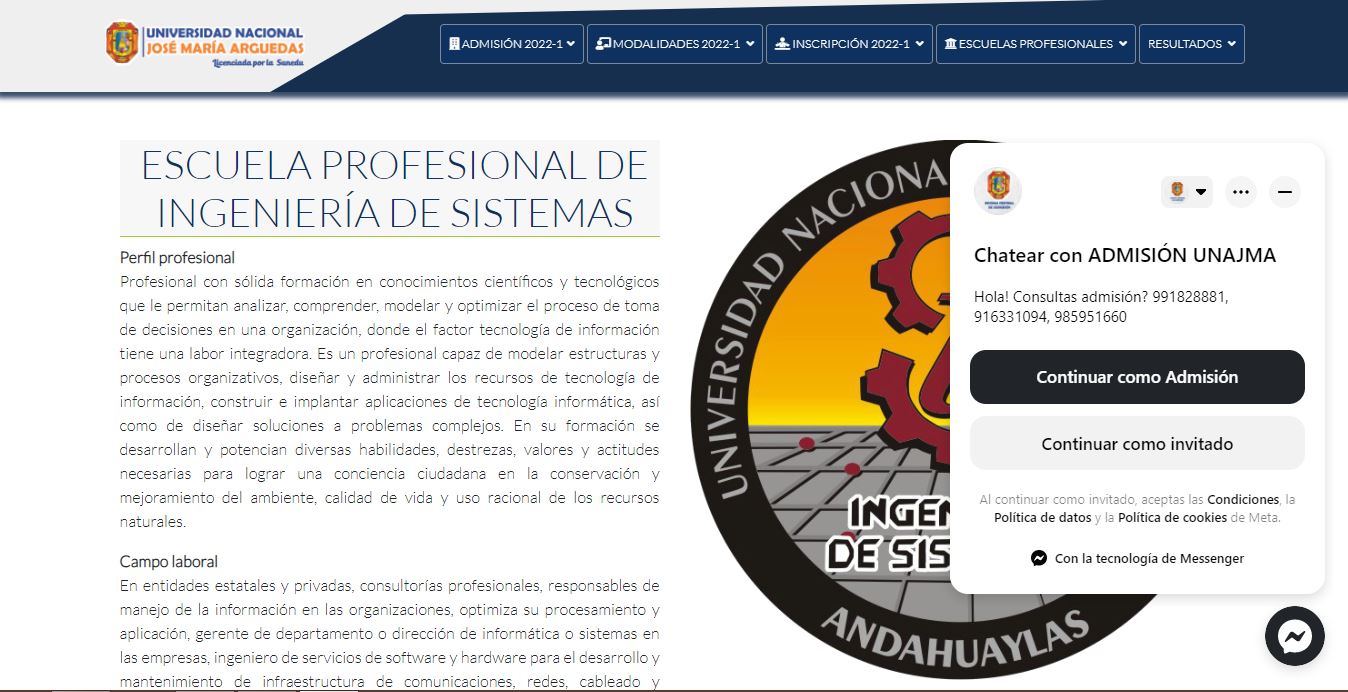 UNIVERSIDAD NACIONAL
JOSÉ MARÍA ARGUEDAS
Licenciada por la Sunedu
ADMISIÓN 2022-1
MODALIDADES 2022-1
INSCRIPCIÓN 2022-1
ESCUELAS PROFESIONALES
RESULTADOS
ESCUELA PROFESIONAL DE
INGENIERÍA DE SISTEMAS
Perfil profesional
Profesional con sólida formación en conocimientos científicos y tecnológicos
que le permitan analizar, comprender, modelar y optimizar el proceso de toma
de decisiones en una organización, donde el factor tecnología de información
tiene una labor integradora. Es un profesional capaz de modelar estructuras y
procesos organizativos, diseñar y administrar los recursos de tecnología de
información, construir e implantar aplicaciones de tecnología informática, así
como de diseñar soluciones a problemas complejos. En su formación se
desarrollan y potencian diversas habilidades, destrezas, valores y actitudes
necesarias para lograr una conciencia ciudadana en la conservación y
mejoramiento del ambiente, calidad de vida y uso racional de los recursos
naturales.
Campo laboral
En entidades estatales y privadas, consultorías profesionales, responsables de
manejo de la información en las organizaciones, optimiza su procesamiento y
aplicación, gerente de departamento o dirección de informática o sistemas en
las empresas, ingeniero de servicios de software y hardware para el desarrollo y
mantenimiento de infraestructura de comunicaciones, redes, cableado y
UNIVERSIDAD NACIONA
INGEN
DE SIS
ANDAHUAYLAS
Chatear con ADMISIÓN UNAJMA
Hola! Consultas admisión? 991828881,
916331094, 985951660
Continuar como Admisión
Continuar como invitado
Al continuar como invitado, aceptas las Condiciones, la
Política de datos y la Política de cookies de Meta.
Con la tecnología de Messenger